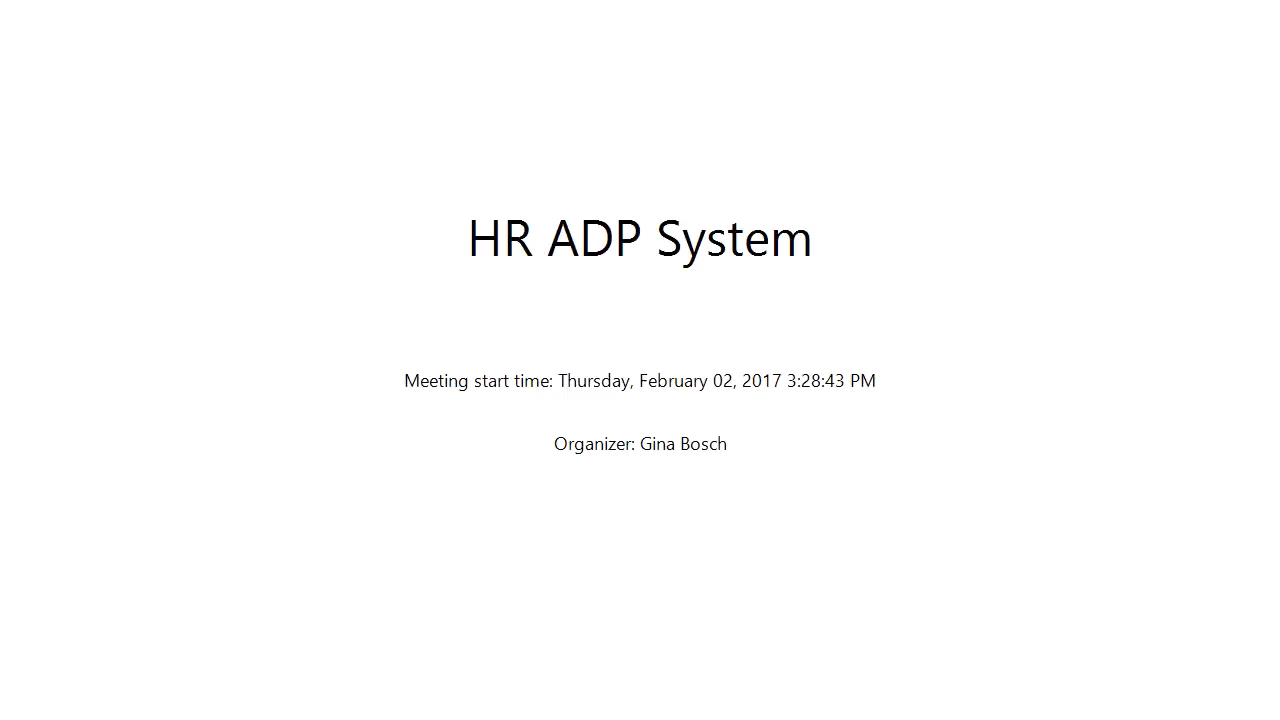 HR ADP System
Meeting start time: Thursday, February 02, 2017 3:28:43 PM
Organizer: Gina Bosch